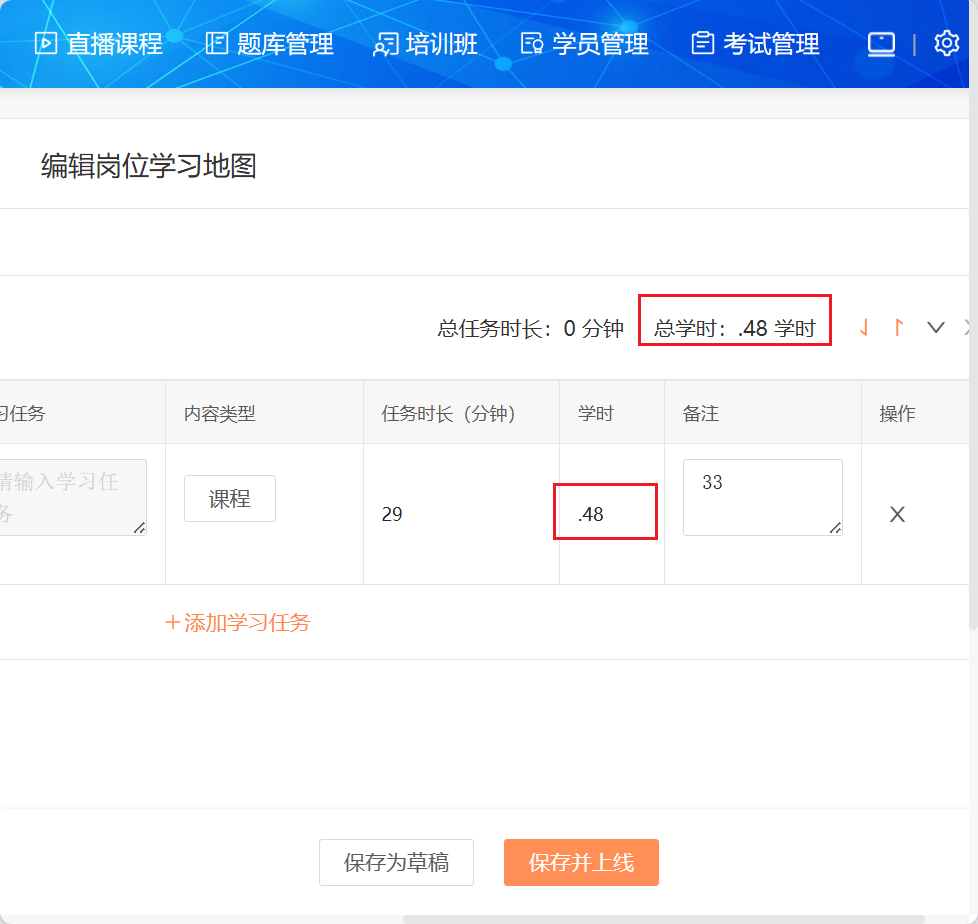 直播课程 题库管理 培训班 学员管理 考试管理
编辑岗位学习地图
总任务时长：0 分钟 总学时：.48 学时
习任务 内容类型 任务时长（分钟） 学时 备注 操作
请输入学习任
务
课程 29 .48 33 X
+添加学习任务
保存为草稿 保存并上线